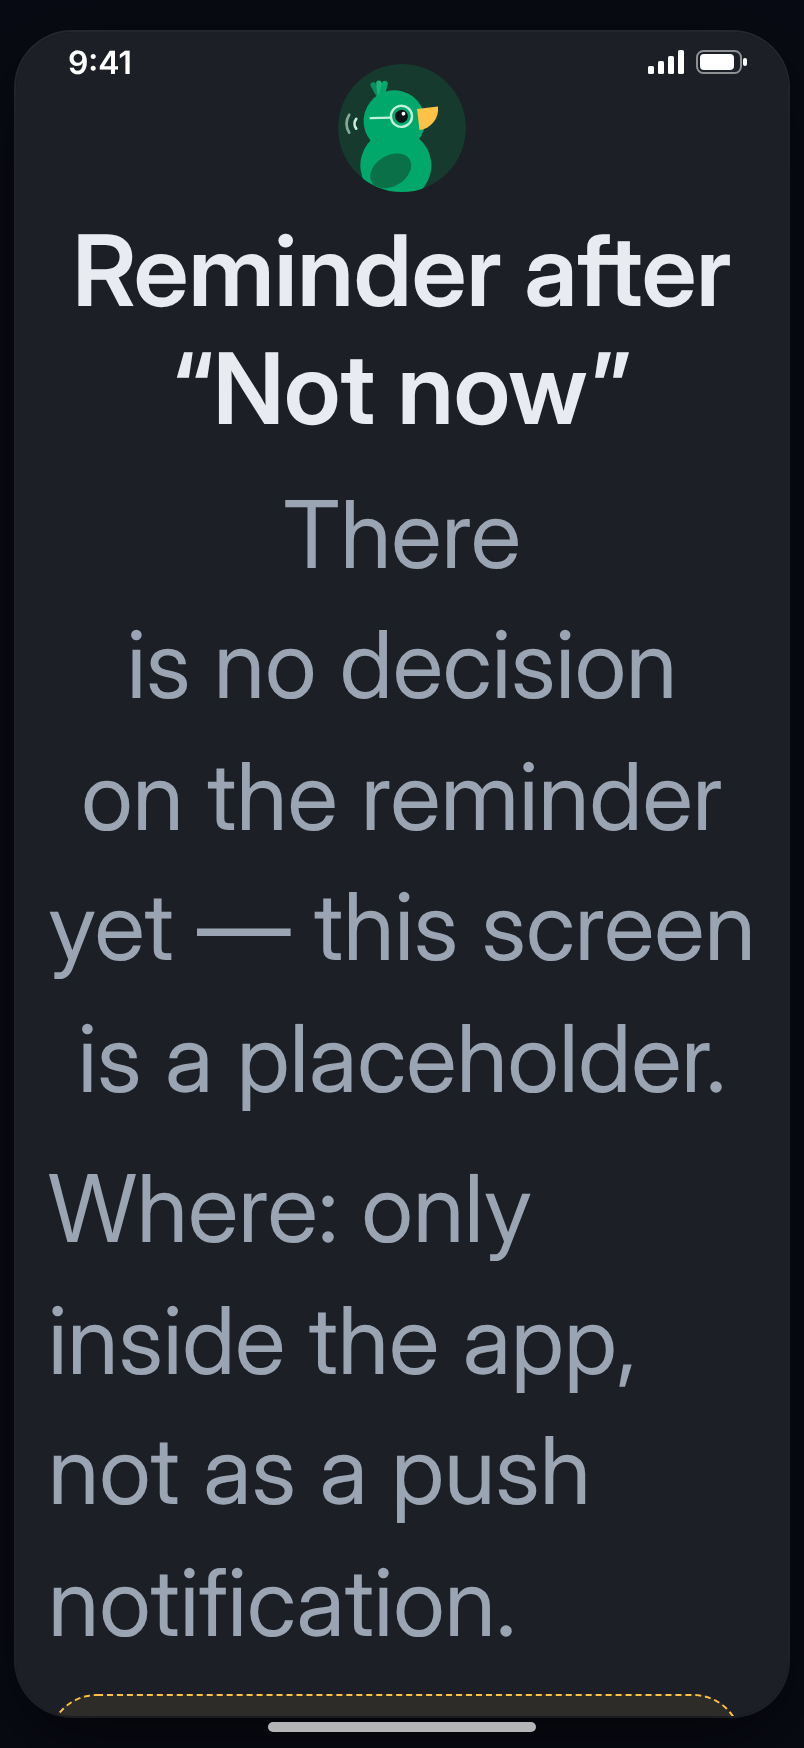 9:41
Reminder after
“Not now”
There
is no decision
on the reminder
yet — this screen
is a placeholder.
Where: only
inside the app,
not as a push
notification.